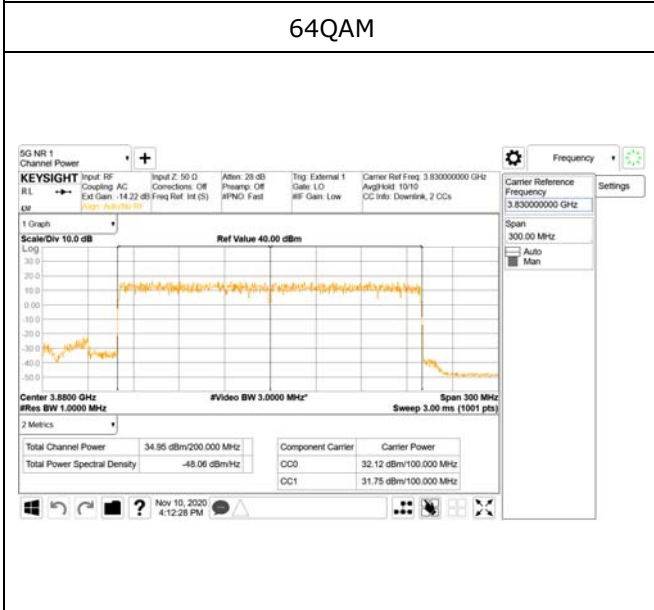 64QAM
5G NR 1
Channel Power
+
Frequency
KEYSIGHT
RL
Input: RF
Coupling: AC
Ext Gain: -14.22 dB
Align: Auto/No RF
Input Z: 50 Ω
Corrections: Off
Freq Ref: Int (S)
Atten: 28 dB
Preamp: Off
#PNO: Fast
Trig: External 1
Gate: LO
#IF Gain: Low
Carrier Ref Freq: 3.830000000 GHz
Avg|Hold: 10/10
CC Info: Downlink, 2 CCs
Carrier Reference
Frequency
3.830000000 GHz
Span
300.00 MHz
Auto
Man
Settings
1 Graph
Scale/Div 10.0 dB
Ref Value 40.00 dBm
Log
30.0
20.0
10.0
0.00
-10.0
-20.0
-30.0
-40.0
-50.0
Center 3.8800 GHz
#Video BW 3.0000 MHz*
Span 300 MHz
#Res BW 1.0000 MHz
Sweep 3.00 ms (1001 pts)
2 Metrics
Total Channel Power 34.95 dBm/200.000 MHz
Total Power Spectral Density -48.06 dBm/Hz
Component Carrier Carrier Power
CC0 32.12 dBm/100.000 MHz
CC1 31.75 dBm/100.000 MHz
?
Nov 10, 2020
4:12:28 PM